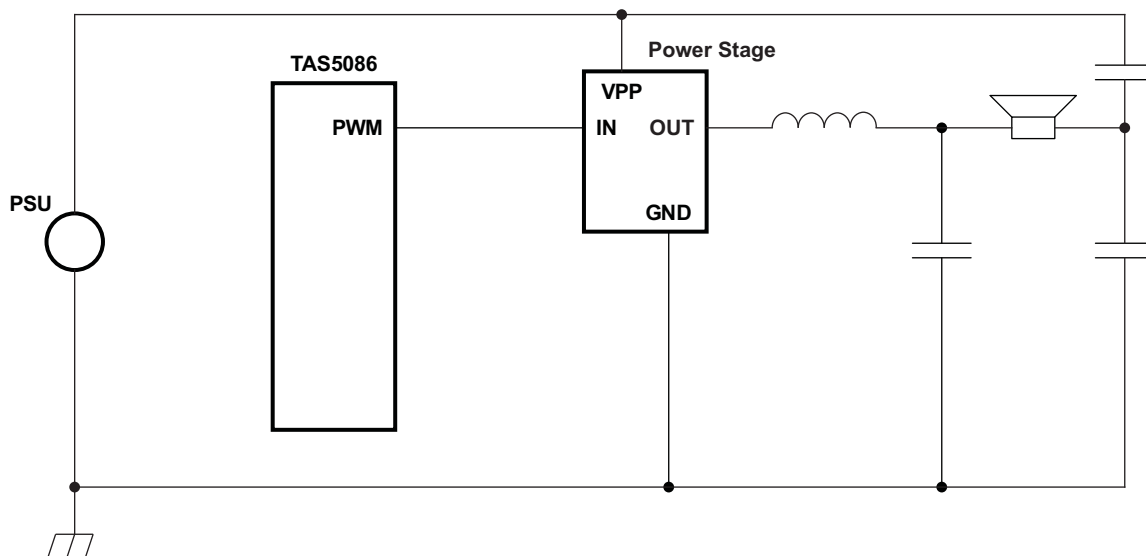 Power Stage
TAS5086
VPP
PWM
IN OUT
PSU
GND